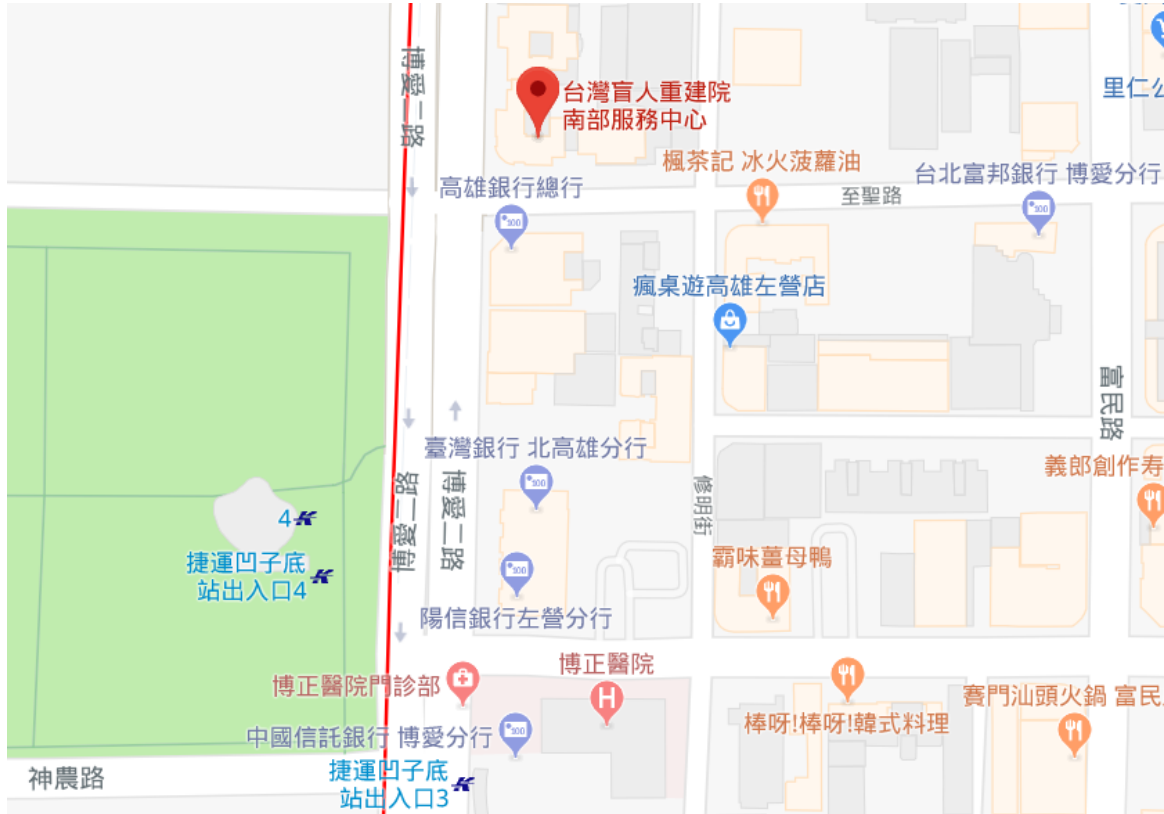 博愛二路
台灣盲人重建院
南部服務中心
里仁公
楓茶記 冰火菠蘿油
高雄銀行總行
至聖路
台北富邦銀行 博愛分行
瘋桌遊高雄左營店
富民路
臺灣銀行 北高雄分行
義郎創作寿
博愛二路
博愛二路
修明街
4
捷運凹子底
站出入口4
霸味薑母鴨
陽信銀行左營分行
博正醫院
博正醫院門診部
賽門汕頭火鍋 富民
棒呀!棒呀!韓式料理
中國信託銀行 博愛分行
神農路
捷運凹子底
站出入口3